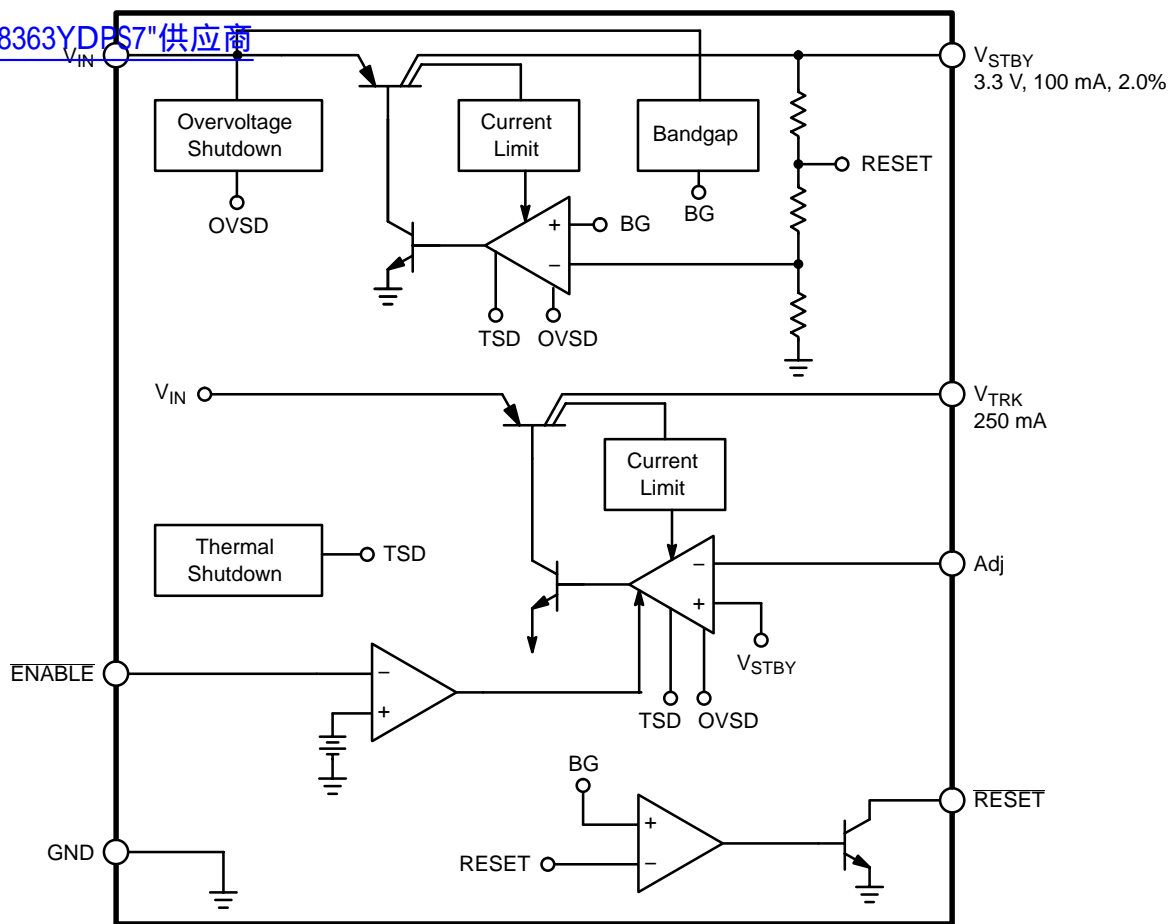 8363YDPS7"供应商
VIN
VSTBY
3.3 V, 100 mA, 2.0%
Overvoltage
Shutdown
Current
Limit
Bandgap
RESET
OVSD
BG
+
BG
−
TSD
OVSD
VIN
VTRK
250 mA
Current
Limit
Thermal
Shutdown
TSD
−
Adj
+
VSTBY
ENABLE
−
+
TSD
OVSD
BG
RESET
+
GND
RESET
−